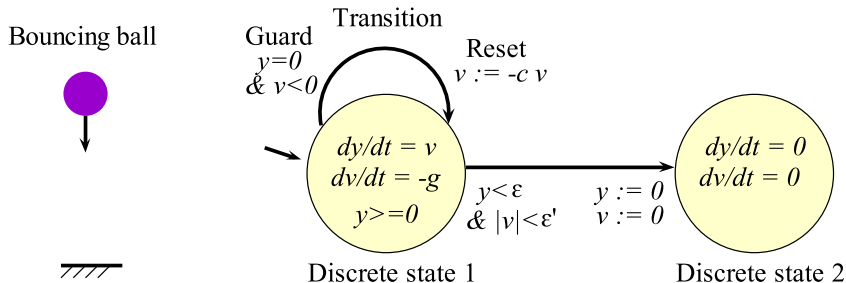 Transition
Bouncing ball
Guard
y=0
& v<0
Reset
v := -c v
dy/dt = v
dv/dt = -g
y>=0
y<ε
& |v|<ε'
y := 0
v := 0
dy/dt = 0
dv/dt = 0
Discrete state 1
Discrete state 2